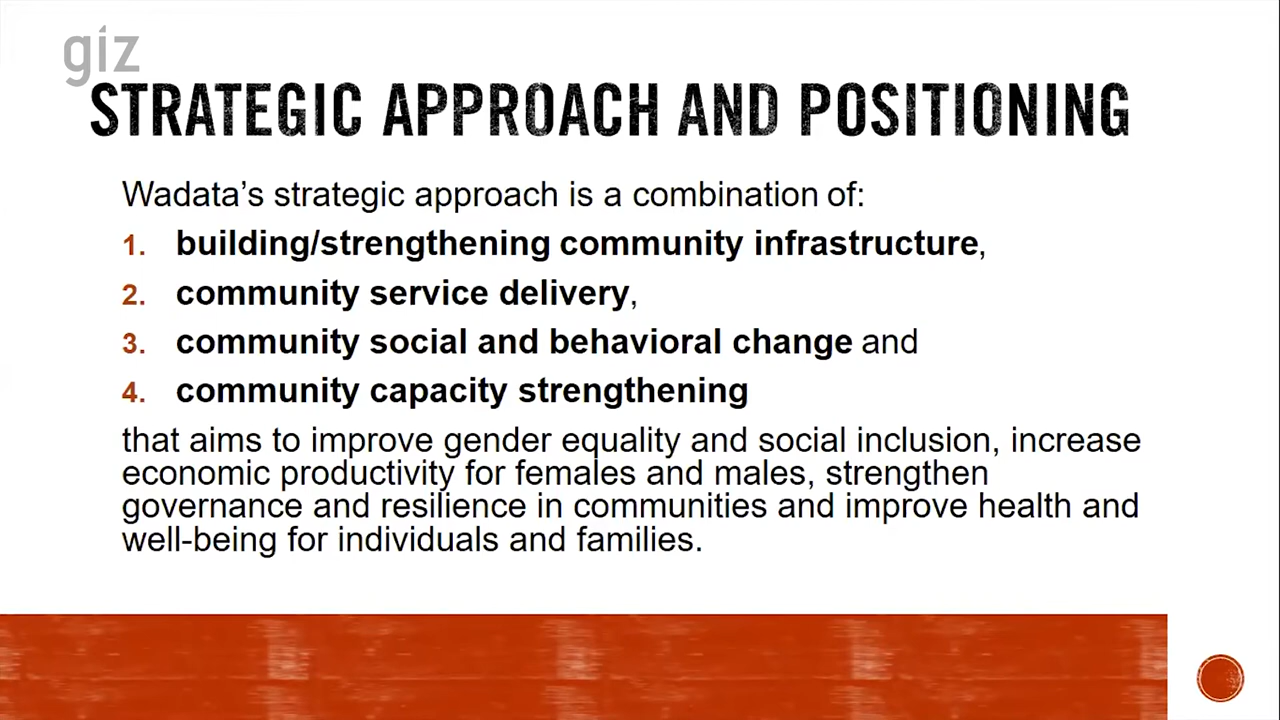 giz
STRATEGIC APPROACH AND POSITIONING
Wadata’s strategic approach is a combination of:
1. building/strengthening community infrastructure,
2. community service delivery,
3. community social and behavioral change and
4. community capacity strengthening
that aims to improve gender equality and social inclusion, increase
economic productivity for females and males, strengthen
governance and resilience in communities and improve health and
well-being for individuals and families.